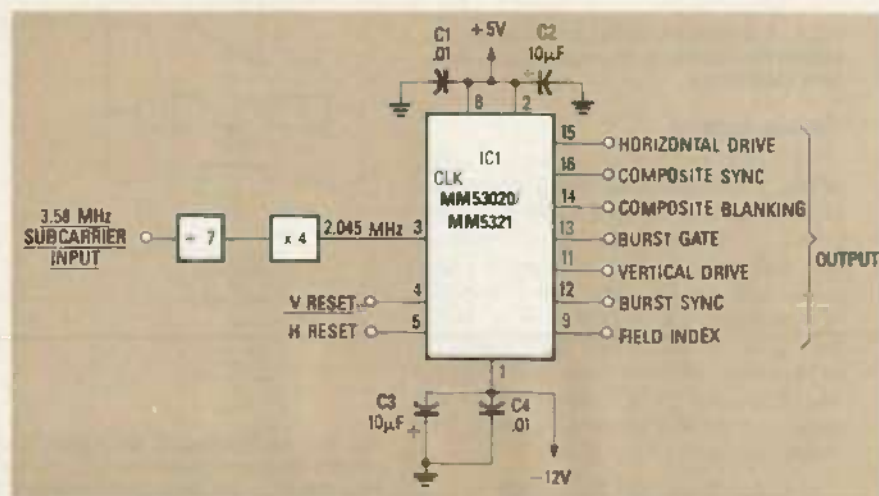 C1
.01
+5V
C2
10µF
+
8
2
IC1
CLK
MM53020/
MM5321
3.58 MHz
SUBCARRIER
INPUT
÷ 7
x 4
2.045 MHz
3
V RESET
4
H RESET
5
15
HORIZONTAL DRIVE
16
COMPOSITE SYNC
14
COMPOSITE BLANKING
13
BURST GATE
11
VERTICAL DRIVE
12
BURST SYNC
9
FIELD INDEX
OUTPUT
1
C3
10µF
+
C4
.01
-12V